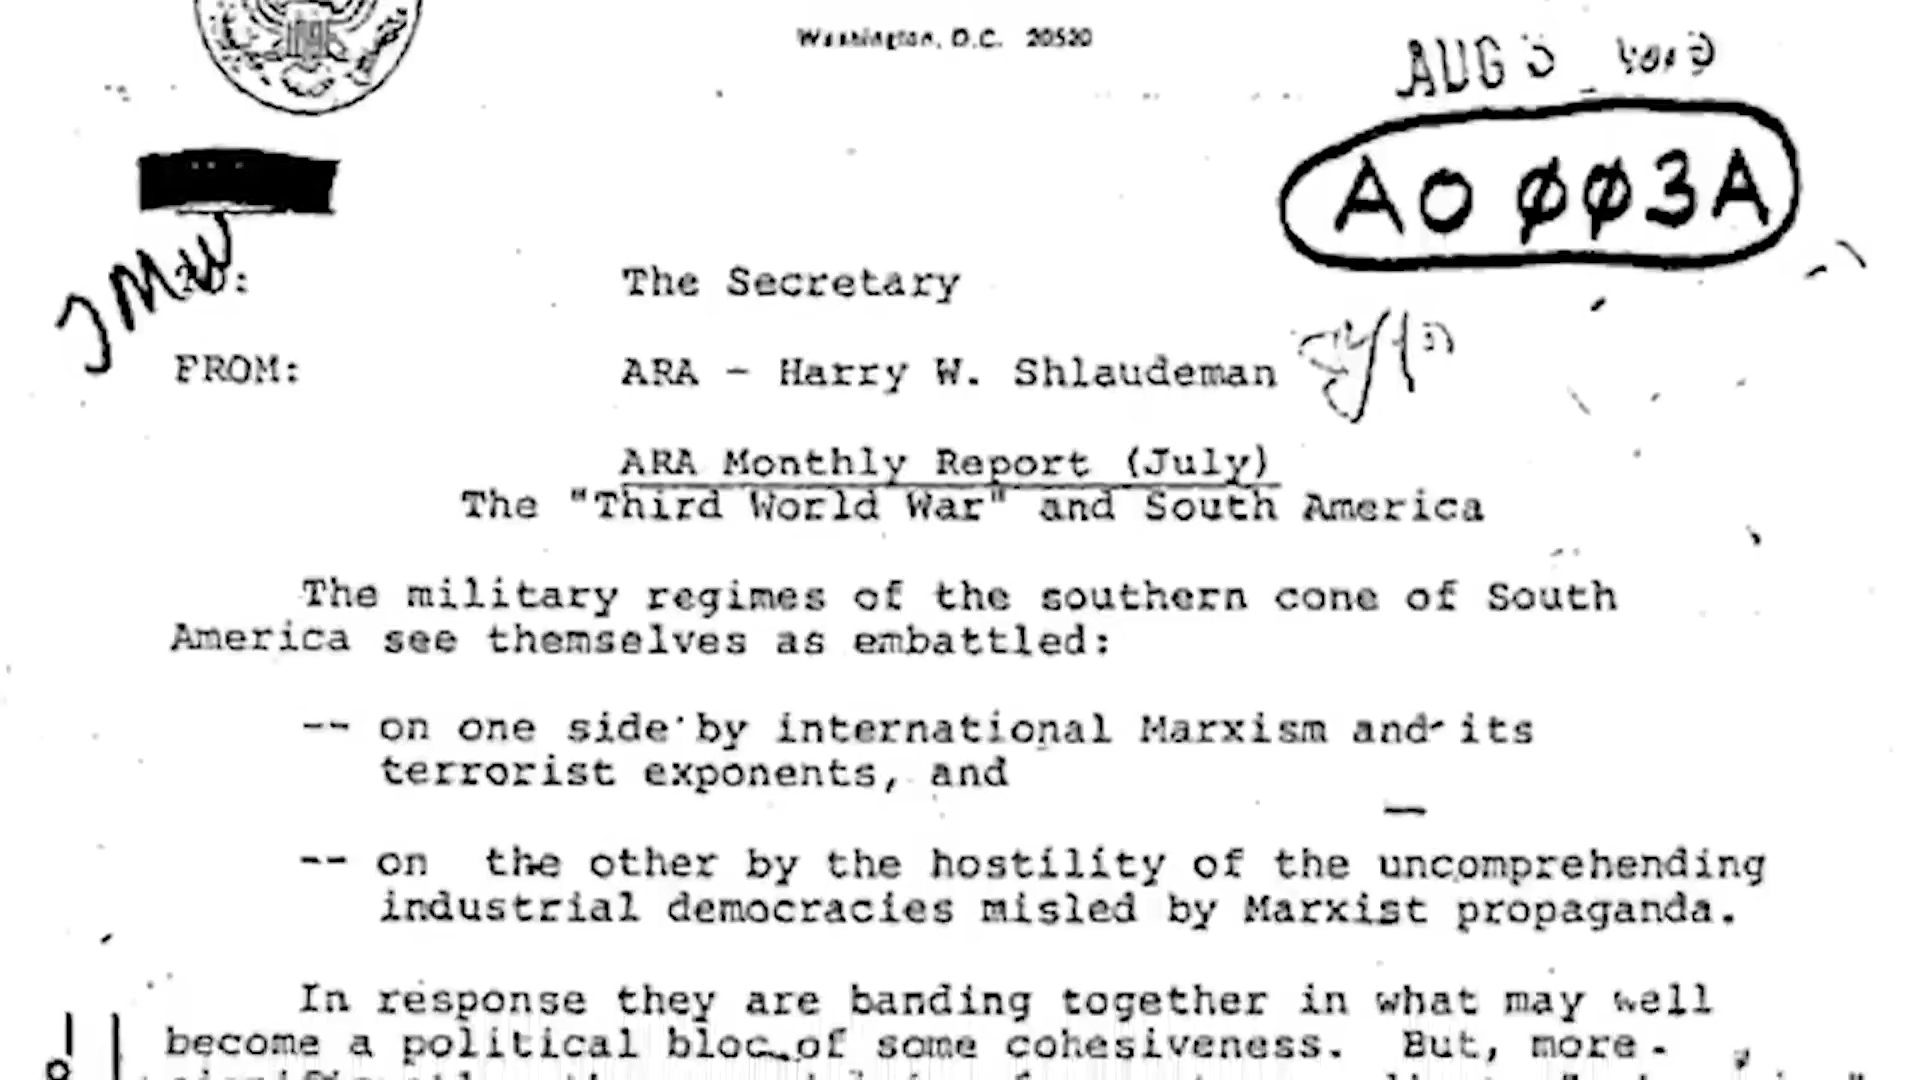 Washington, D.C. 20520
AUG 3
AO 003A
JMW
The Secretary
FROM: ARA - Harry W. Shlaudeman
ARA Monthly Report (July)
The "Third World War" and South America
The military regimes of the southern cone of South
America see themselves as embattled:
-- on one side by international Marxism and its
terrorist exponents, and
-- on the other by the hostility of the uncomprehending
industrial democracies misled by Marxist propaganda.
In response they are banding together in what may well
become a political bloc of some cohesiveness. But, more